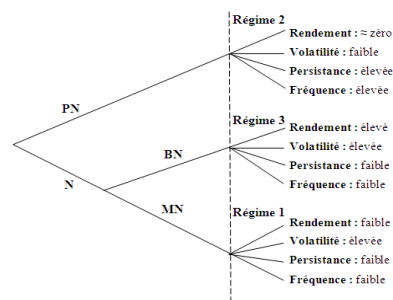 Régime 2
Rendement : ≈ zéro
Volatilité : faible
Persistance : élevée
Fréquence : élevée
PN
Régime 3
Rendement : élevé
BN
Volatilité : élevée
Persistance : faible
N
Fréquence : faible
MN
Régime 1
Rendement : faible
Volatilité : élevée
Persistance : faible
Fréquence : faible